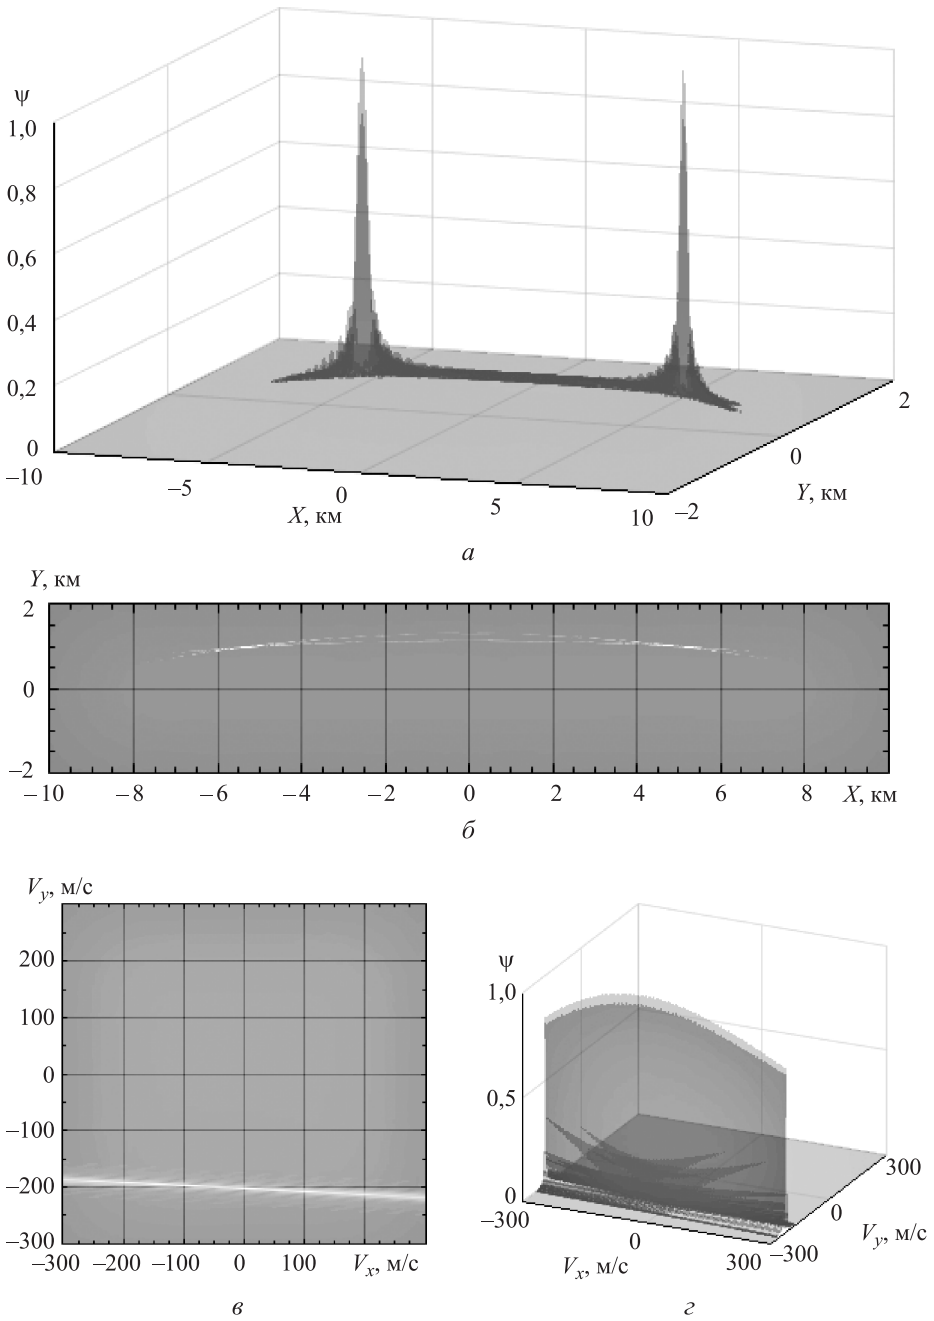 ψ
1,0
0,8
0,6
0,4
0,2
0
–10
–5
0
5
10
X, км
–2
0
2
Y, км
а
Y, км
2
0
–2
–10 –8 –6 –4 –2 0 2 4 6 8 X, км
б
V_y, м/с
200
100
0
–100
–200
–300
–300 –200 –100 0 100 V_x, м/с
в
ψ
1,0
0,5
0
–300
0
300
V_x, м/с
–300
0
300
V_y, м/с
г